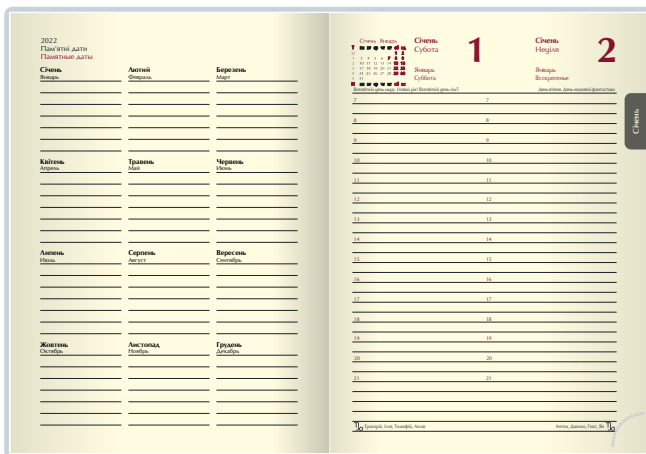 2022
Пам'ятні дати
Памятные даты
Січень Лютий Березень
Январь Февраль Март
Квітень Травень Червень
Апрель Май Июнь
Липень Серпень Вересень
Июль Август Сентябрь
Жовтень Листопад Грудень
Октябрь Ноябрь Декабрь
Січень Январь
Січень 1 Січень 2
Субота Неділя
Январь Январь
Суббота Воскресенье
7 7
8 8
9 9
10 10
11 11
12 12
13 13
14 14
15 15
16 16
17 17
18 18
19 19
20 20
21 21
Січень